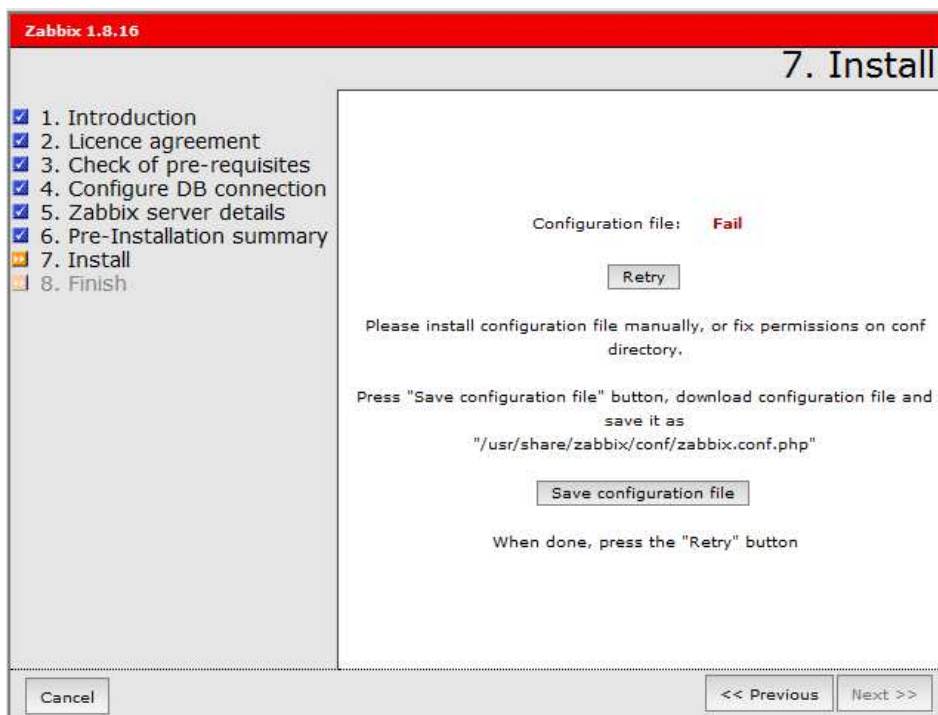 Zabbix 1.8.16
7. Install
1. Introduction
2. Licence agreement
3. Check of pre-requisites
4. Configure DB connection
5. Zabbix server details
6. Pre-Installation summary
7. Install
8. Finish
Configuration file: Fail
Retry
Please install configuration file manually, or fix permissions on conf
directory.
Press "Save configuration file" button, download configuration file and
save it as
"/usr/share/zabbix/conf/zabbix.conf.php"
Save configuration file
When done, press the "Retry" button
Cancel
<< Previous
Next >>